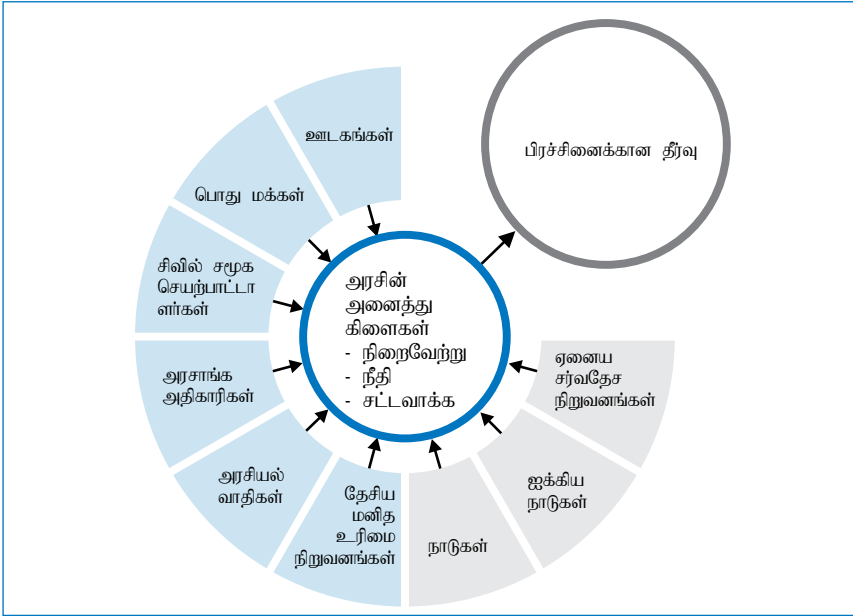 ஊடகங்கள்
பொது மக்கள்
சிவில் சமூக
செயற்பாட்டா
ளர்கள்
அரசாங்க
அதிகாரிகள்
அரசியல்
வாதிகள்
தேசிய
மனித
உரிமை
நிறுவனங்கள்
நாடுகள்
ஐக்கிய
நாடுகள்
ஏனைய
சர்வதேச
நிறுவனங்கள்
அரசின்
அனைத்து
கிளைகள்
- நிறைவேற்று
- நீதி
- சட்டவாக்க
பிரச்சினைக்கான தீர்வு